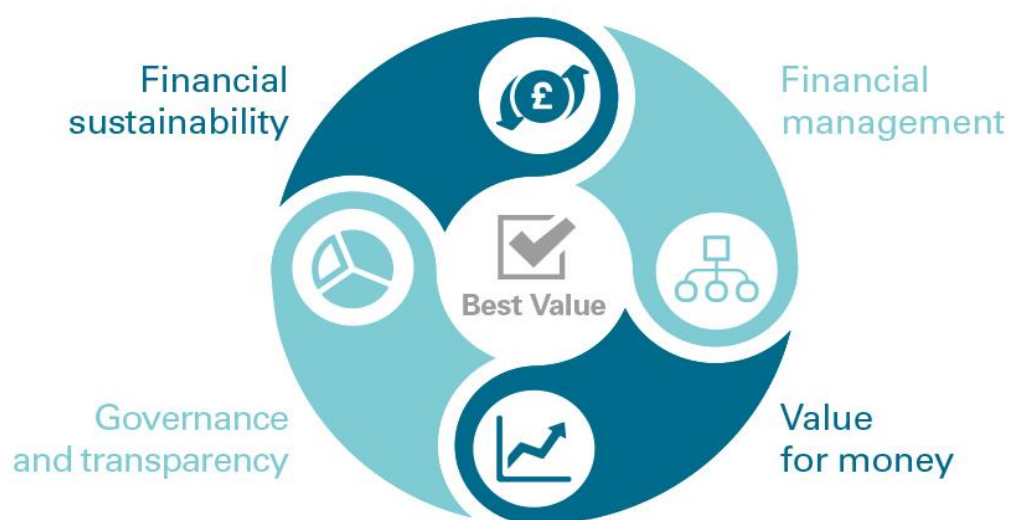 Financial
sustainability
Financial
management
£
Best Value
Governance
and transparency
Value
for money